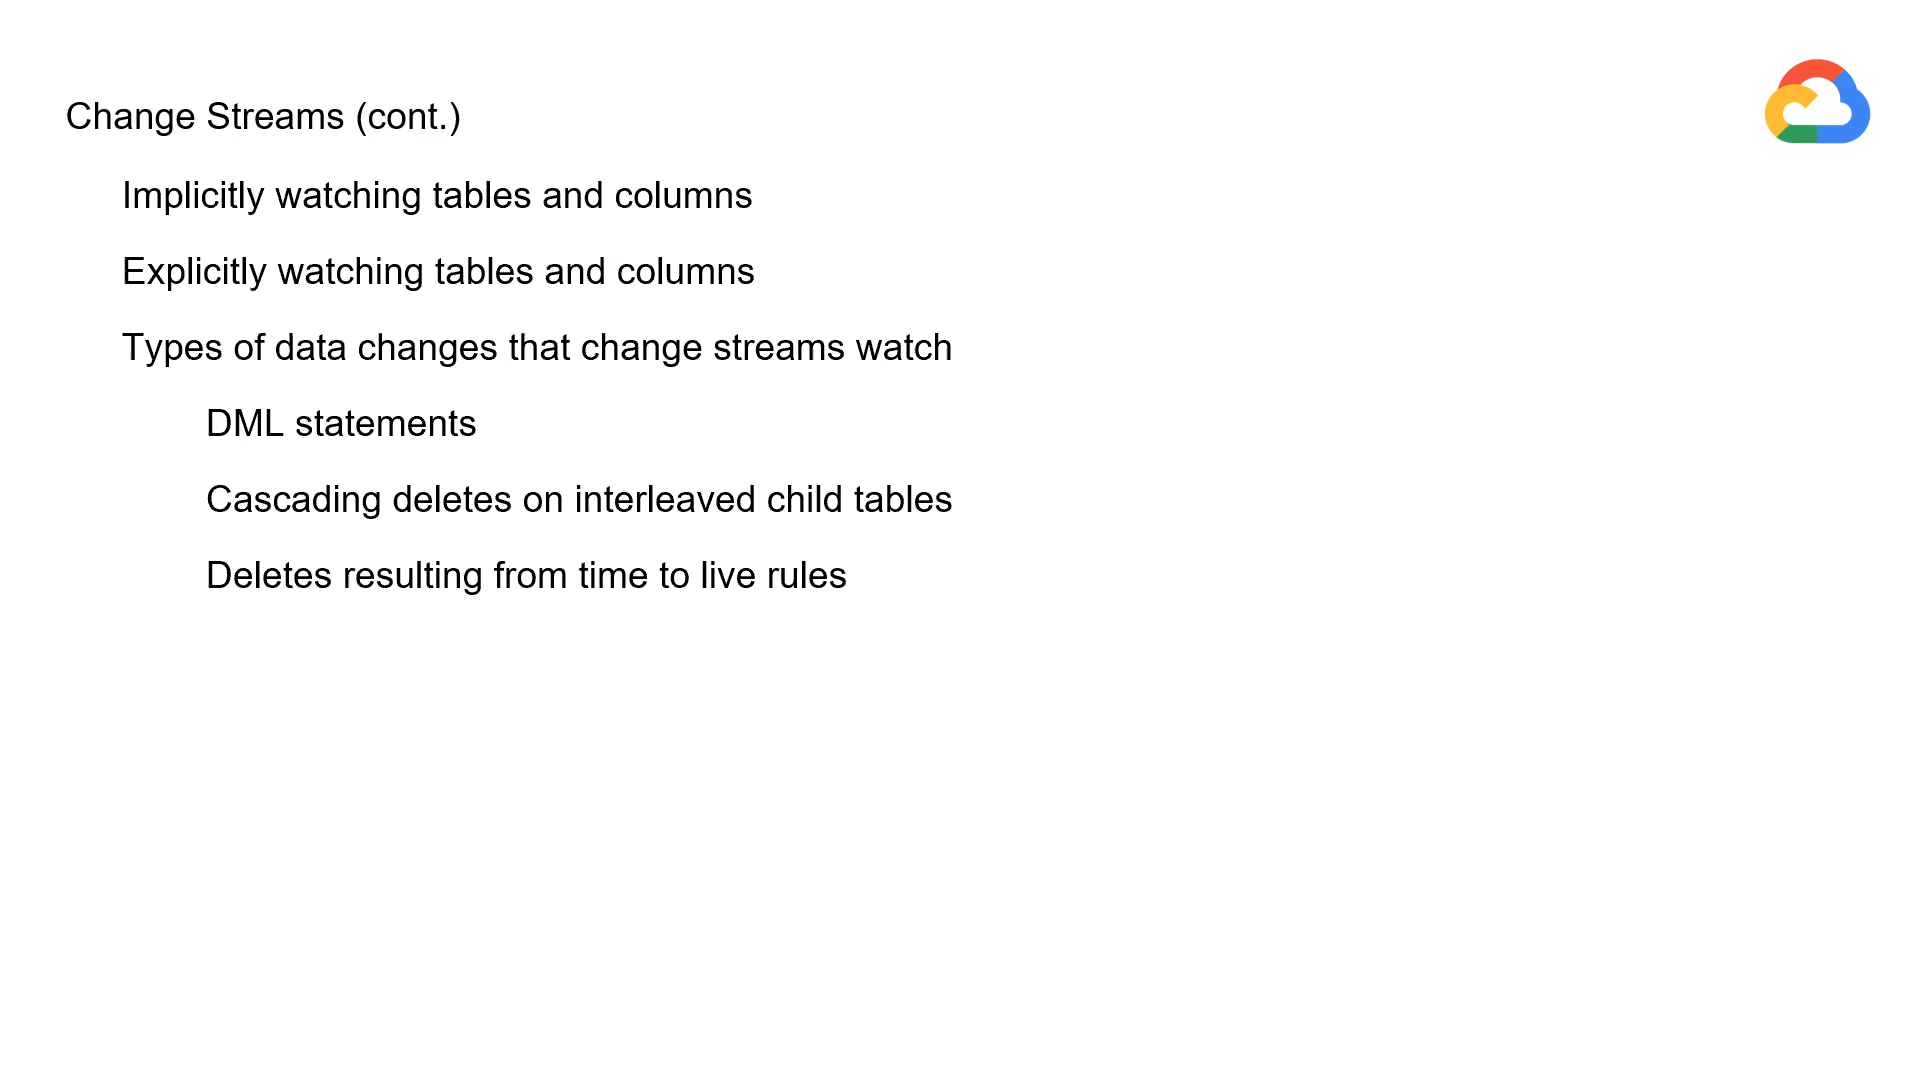 Change Streams (cont.)
Implicitly watching tables and columns
Explicitly watching tables and columns
Types of data changes that change streams watch
DML statements
Cascading deletes on interleaved child tables
Deletes resulting from time to live rules